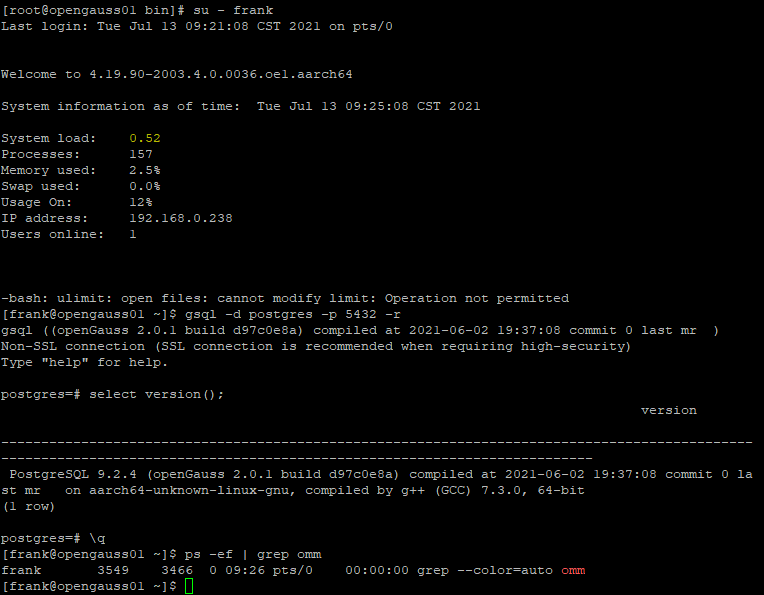 [root@opengauss01 bin]# su - frank
Last login: Tue Jul 13 09:21:08 CST 2021 on pts/0
Welcome to 4.19.90-2003.4.0.0036.oe1.aarch64
System information as of time:  Tue Jul 13 09:25:08 CST 2021
System load:    0.52
Processes:      157
Memory used:    2.5%
Swap used:      0.0%
Usage On:       12%
IP address:     192.168.0.238
Users online:   1
-bash: ulimit: open files: cannot modify limit: Operation not permitted
[frank@opengauss01 ~]$ gsql -d postgres -p 5432 -r
gsql ((openGauss 2.0.1 build d97c0e8a) compiled at 2021-06-02 19:37:08 commit 0 last mr  )
Non-SSL connection (SSL connection is recommended when requiring high-security)
Type "help" for help.
postgres=# select version();
version
----------------------------------------------------------------------------------------------
--------------------------------------------------------------------------
PostgreSQL 9.2.4 (openGauss 2.0.1 build d97c0e8a) compiled at 2021-06-02 19:37:08 commit 0 la
st mr   on aarch64-unknown-linux-gnu, compiled by g++ (GCC) 7.3.0, 64-bit
(1 row)
postgres=# \q
[frank@opengauss01 ~]$ ps -ef | grep omm
frank       3549    3466  0 09:26 pts/0    00:00:00 grep --color=auto omm
[frank@opengauss01 ~]$